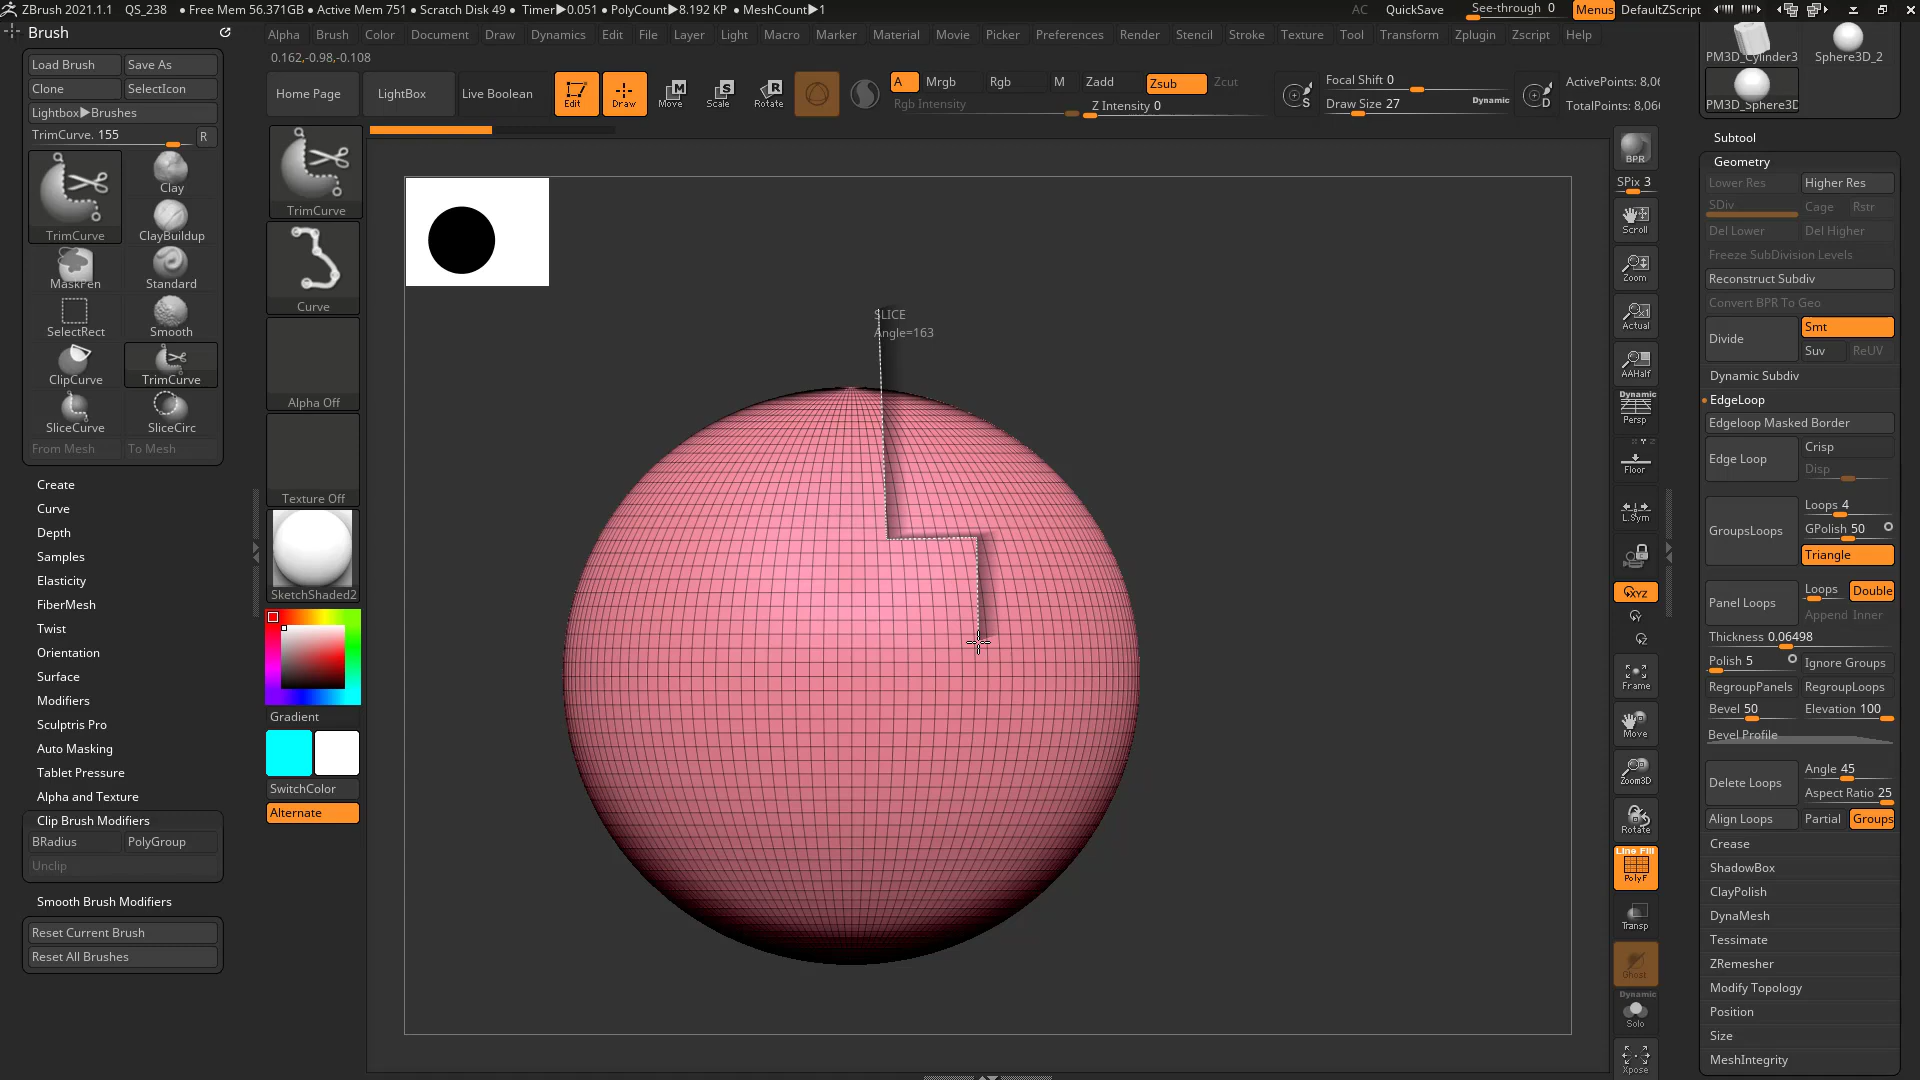 ZBrush 2021.1.1 QS_238 ● Free Mem 56.371GB ● Active Mem 751 ● Scratch Disk 49 ● Timer▶0.051 ● PolyCount▶8.192 KP ● MeshCount▶1 AC QuickSave See-through 0 Menus DefaultZScript
Brush
Alpha Brush Color Document Draw Dynamics Edit File Layer Light Macro Marker Material Movie Picker Preferences Render Stencil Stroke Texture Tool Transform Zplugin Zscript Help
0.162,-0.98,-0.108
Load Brush Save As
Clone SelectIcon
Lightbox▶Brushes
TrimCurve. 155 R
TrimCurve
Clay
ClayBuildup
MaskPen Standard
SelectRect Smooth
ClipCurve TrimCurve
SliceCurve SliceCirc
From Mesh To Mesh
Create
Curve
Depth
Samples
Elasticity
FiberMesh
Twist
Orientation
Surface
Modifiers
Sculptris Pro
Auto Masking
Tablet Pressure
Alpha and Texture
Clip Brush Modifiers
BRadius PolyGroup
Unclip
Smooth Brush Modifiers
Reset Current Brush
Reset All Brushes
Home Page LightBox Live Boolean Edit Draw Move Scale Rotate
A Mrgb Rgb M Zadd Zsub Zcut
Rgb Intensity Z Intensity 0
S Focal Shift 0
Draw Size 27 Dynamic
D ActivePoints: 8,06
TotalPoints: 8,066
TrimCurve
Curve
Alpha Off
Texture Off
SketchShaded2
Gradient
SwitchColor
Alternate
SLICE
Angle=163
BPR
SPix 3
Scroll
Zoom
Actual
AAHalf
Dynamic
Persp
Floor
L.Sym
XYZ
Y
Z
Frame
Move
Zoom3D
Rotate
Line Fill
PolyF
Transp
Ghost
Dynamic
Solo
Xpose
PM3D_Cylinder3 Sphere3D_2
PM3D_Sphere3D
Subtool
Geometry
Lower Res Higher Res
SDiv Cage Rstr
Del Lower Del Higher
Freeze SubDivision Levels
Reconstruct Subdiv
Convert BPR To Geo
Divide Smt
Suv ReUV
Dynamic Subdiv
EdgeLoop
Edgeloop Masked Border
Edge Loop Crisp
Disp
GroupsLoops Loops 4
GPolish 50
Triangle
Panel Loops Loops Double
Append Inner
Thickness 0.06498
Polish 5 Ignore Groups
RegroupPanels RegroupLoops
Bevel 50 Elevation 100
Bevel Profile
Delete Loops Angle 45
Aspect Ratio 25
Align Loops Partial Groups
Crease
ShadowBox
ClayPolish
DynaMesh
Tessimate
ZRemesher
Modify Topology
Position
Size
MeshIntegrity